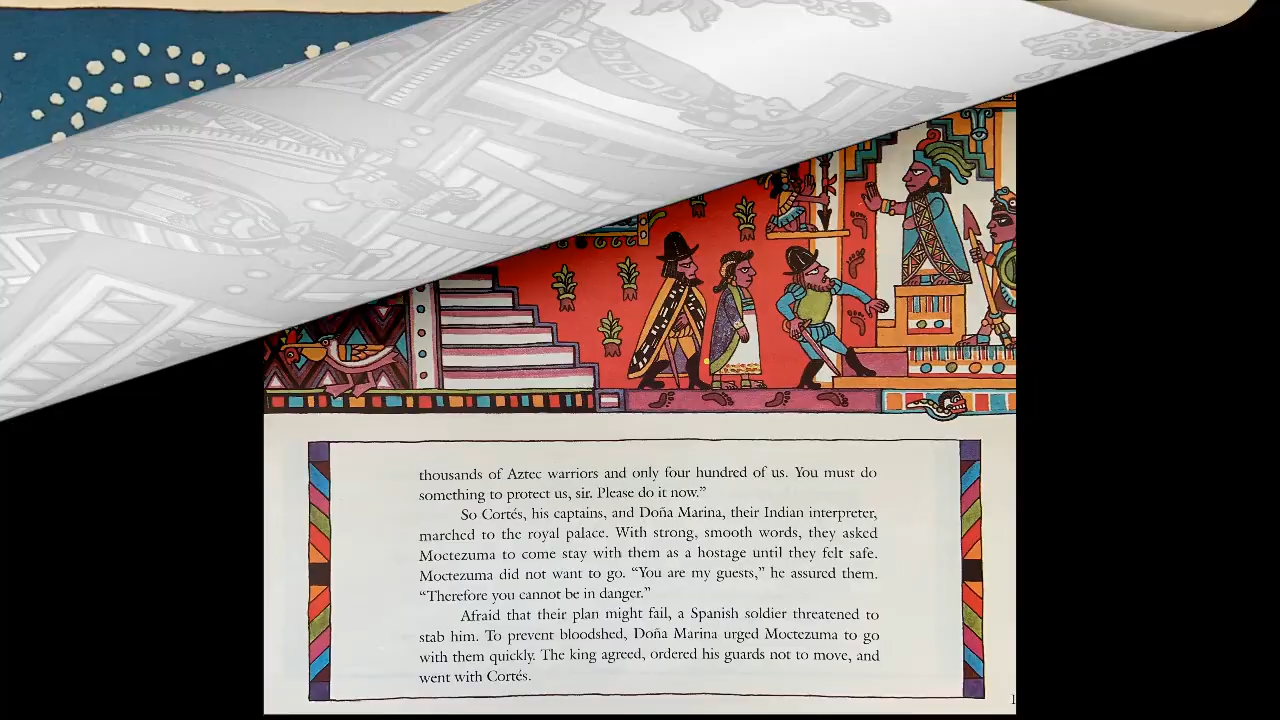 thousands of Aztec warriors and only four hundred of us. You must do
something to protect us, sir. Please do it now.”
So Cortés, his captains, and Doña Marina, their Indian interpreter,
marched to the royal palace. With strong, smooth words, they asked
Moctezuma to come stay with them as a hostage until they felt safe.
Moctezuma did not want to go. “You are my guests,” he assured them.
“Therefore you cannot be in danger.”
Afraid that their plan might fail, a Spanish soldier threatened to
stab him. To prevent bloodshed, Doña Marina urged Moctezuma to go
with them quickly. The king agreed, ordered his guards not to move, and
went with Cortés.